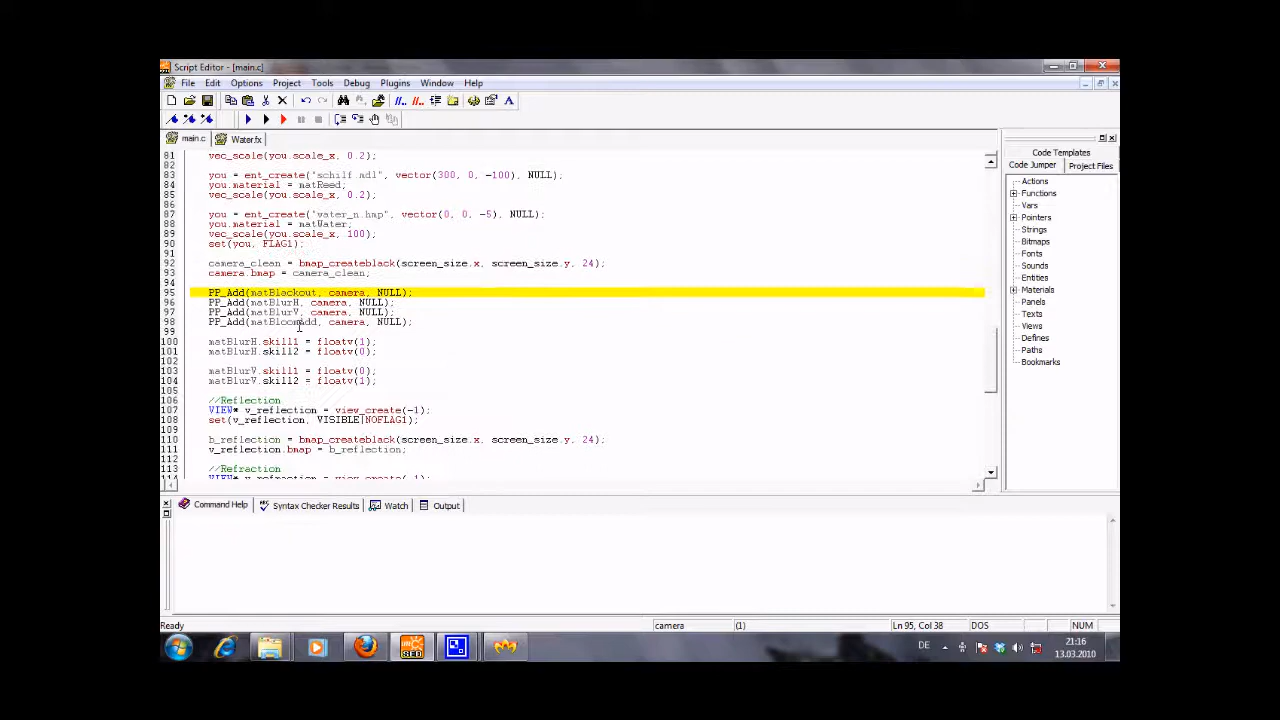 Script Editor - [main.c]
File Edit Options Project Tools Debug Plugins Window Help
main.c Water.fx
Code Templates
Code Jumper Project Files
81 vec_scale(you.scale_x, 0.2);
82
83 you = ent_create("schilf.mdl", vector(300, 0, -100), NULL);
84 you.material = matReed;
85 vec_scale(you.scale_x, 0.2);
86
87 you = ent_create("water_n.hmp", vector(0, 0, -5), NULL);
88 you.material = matWater;
89 vec_scale(you.scale_x, 100);
90 set(you, FLAG1);
91
92 camera_clean = bmap_createblack(screen_size.x, screen_size.y, 24);
93 camera.bmap = camera_clean;
95 PP_Add(matBlackout, camera, NULL);
96 PP_Add(matBlurH, camera, NULL);
97 PP_Add(matBlurV, camera, NULL);
98 PP_Add(matBloomAdd, camera, NULL);
99
100 matBlurH.skill1 = floatv(1);
101 matBlurH.skill2 = floatv(0);
102
103 matBlurV.skill1 = floatv(0);
104 matBlurV.skill2 = floatv(1);
105
106 //Reflection
107 VIEW* v_reflection = view_create(-1);
108 set(v_reflection, VISIBLE|NOFLAG1);
109
110 b_reflection = bmap_createblack(screen_size.x, screen_size.y, 24);
111 v_reflection.bmap = b_reflection;
112
113 //Refraction
114 VIEW* v_refraction = view_create(-1);
Actions
Functions
Vars
Pointers
Strings
Bitmaps
Fonts
Sounds
Entities
Materials
Panels
Texts
Views
Defines
Paths
Bookmarks
Command Help Syntax Checker Results Watch Output
Ready camera (1) Ln 95, Col 38 DOS NUM
SED
DE
21:16
13.03.2010